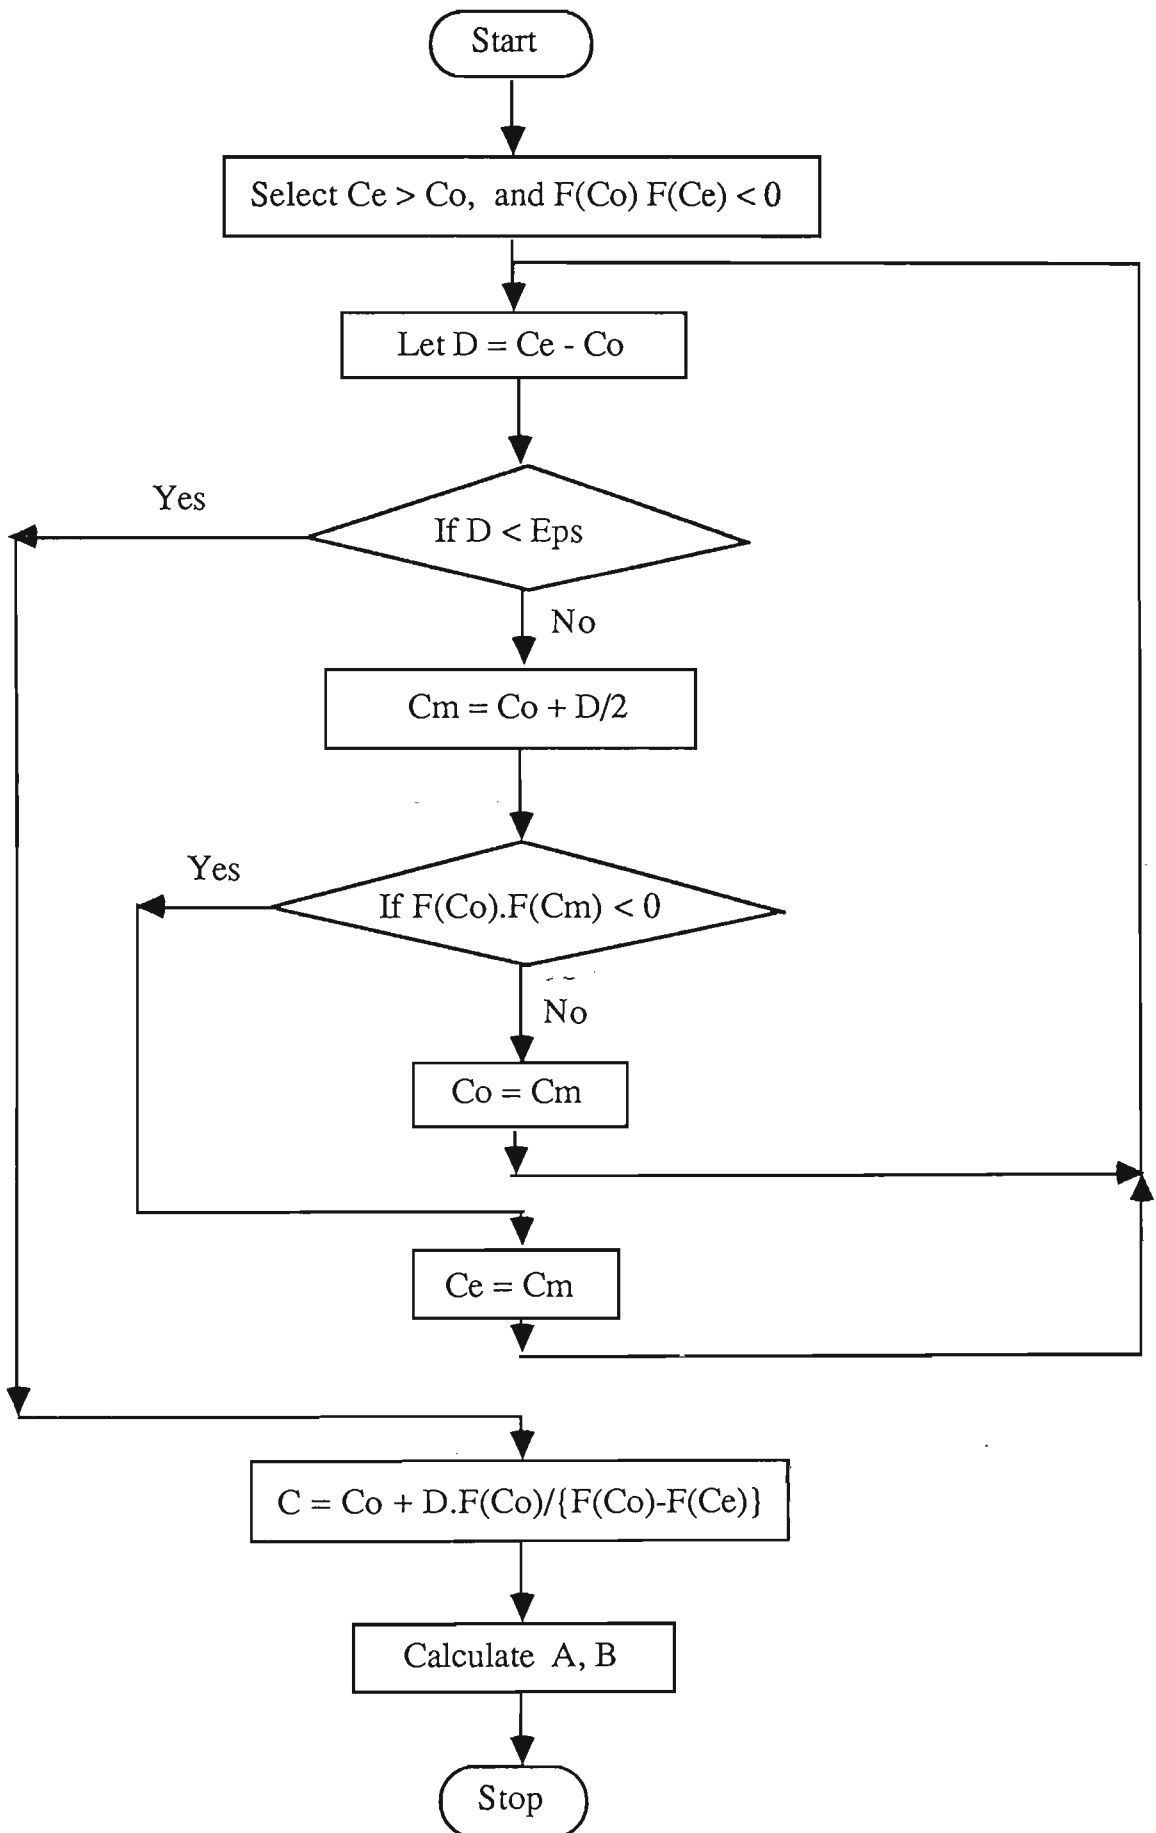 Start
Select Ce > Co, and F(Co) F(Ce) < 0
Let D = Ce - Co
Yes
If D < Eps
No
Cm = Co + D/2
Yes
If F(Co).F(Cm) < 0
No
Co = Cm
Ce = Cm
C = Co + D.F(Co)/{F(Co)-F(Ce)}
Calculate A, B
Stop